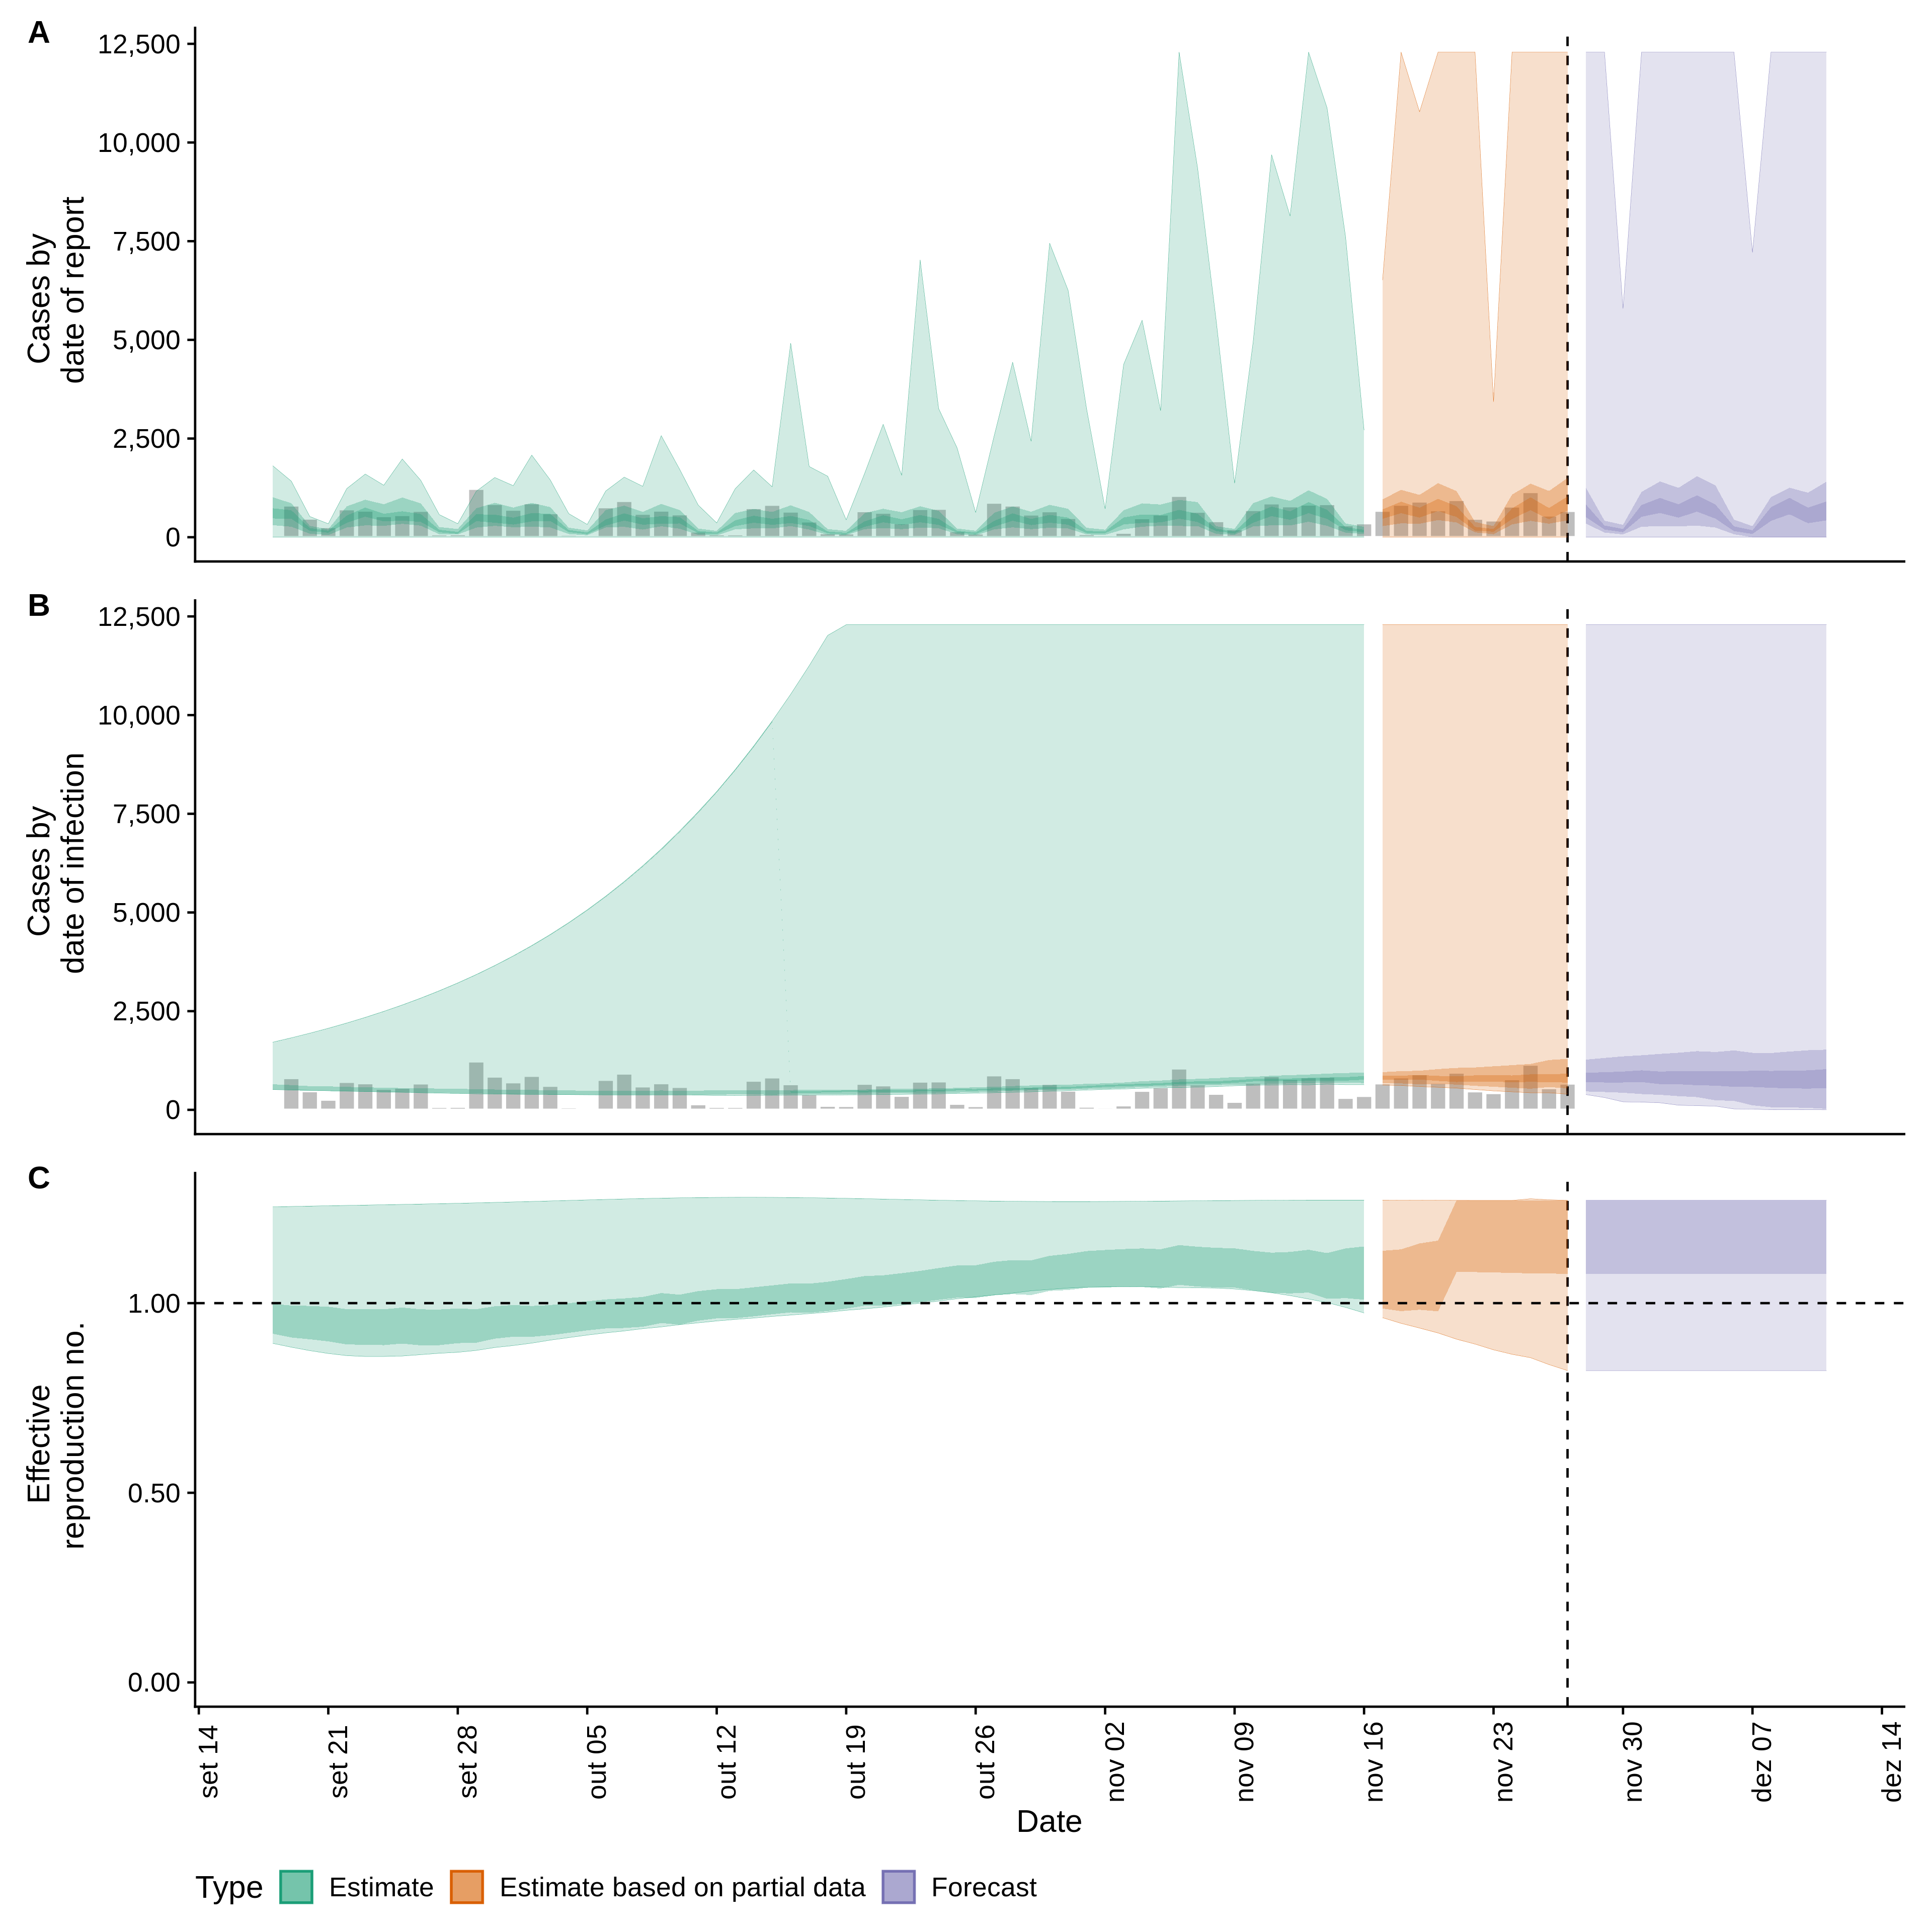 A
12,500
10,000
7,500
5,000
2,500
0
Cases by
date of report
B
12,500
10,000
7,500
5,000
2,500
0
Cases by
date of infection
C
1.00
0.50
0.00
Effective
reproduction no.
set 14
set 21
set 28
out 05
out 12
out 19
out 26
nov 02
nov 09
nov 16
nov 23
nov 30
dez 07
dez 14
Date
Type Estimate Estimate based on partial data Forecast